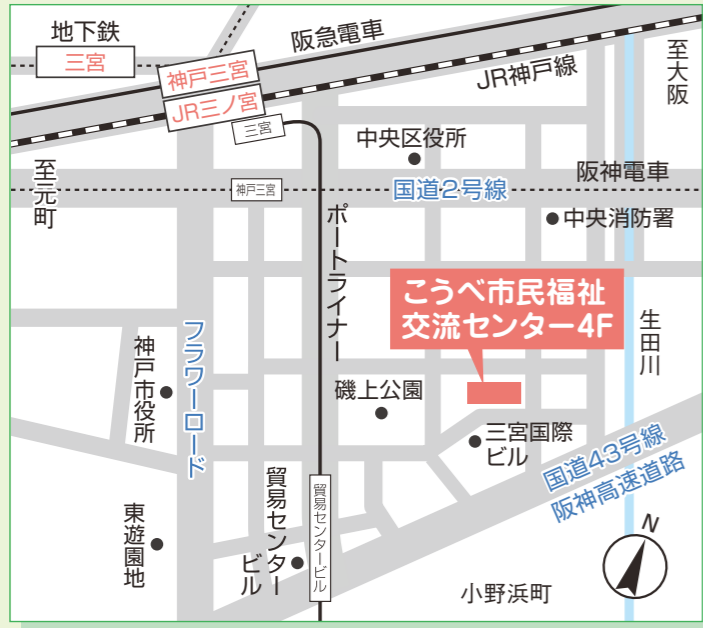 地下鉄
三宮
阪急電車
神戸三宮
JR三ノ宮
JR神戸線
至大阪
三宮
中央区役所
至元町
神戸三宮
国道2号線
阪神電車
中央消防署
ポートライナー
こうべ市民福祉
交流センター4F
生田川
フラワーロード
神戸市役所
磯上公園
三宮国際
ビル
国道43号線
阪神高速道路
貿易センター
ビル
貿易センタービル
東遊園地
小野浜町
N